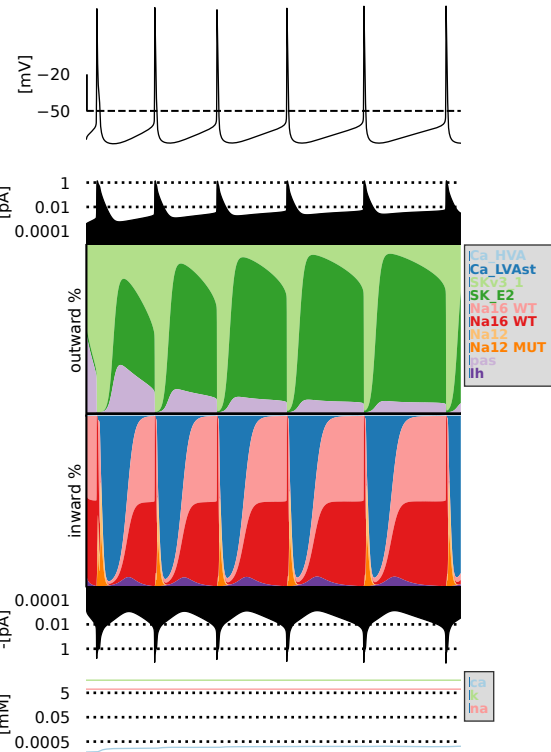 [mV]
−20
−50
[pA]
1
0.01
0.0001
outward %
Ca_HVA
Ca_LVAst
SKv3_1
SK_E2
Na16 WT
Na16 WT
Na12
Na12 MUT
pas
Ih
inward %
-[pA]
0.0001
0.01
1
[mM]
5
0.05
0.0005
ca
k
na